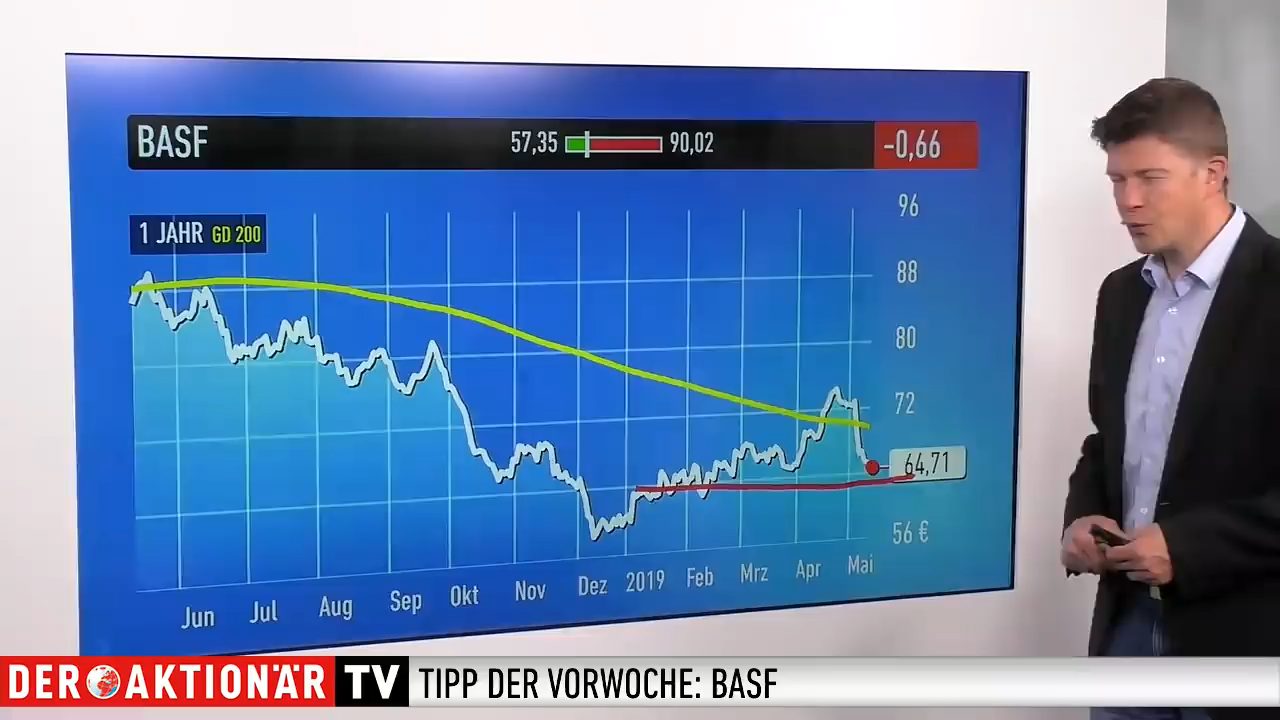 BASF
57,35 90,02
-0,66
1 JAHR GD 200
96
88
80
72
64,71
56 €
Jun Jul Aug Sep Okt Nov Dez 2019 Feb Mrz Apr Mai
DER AKTIONÄR TV
TIPP DER VORWOCHE: BASF